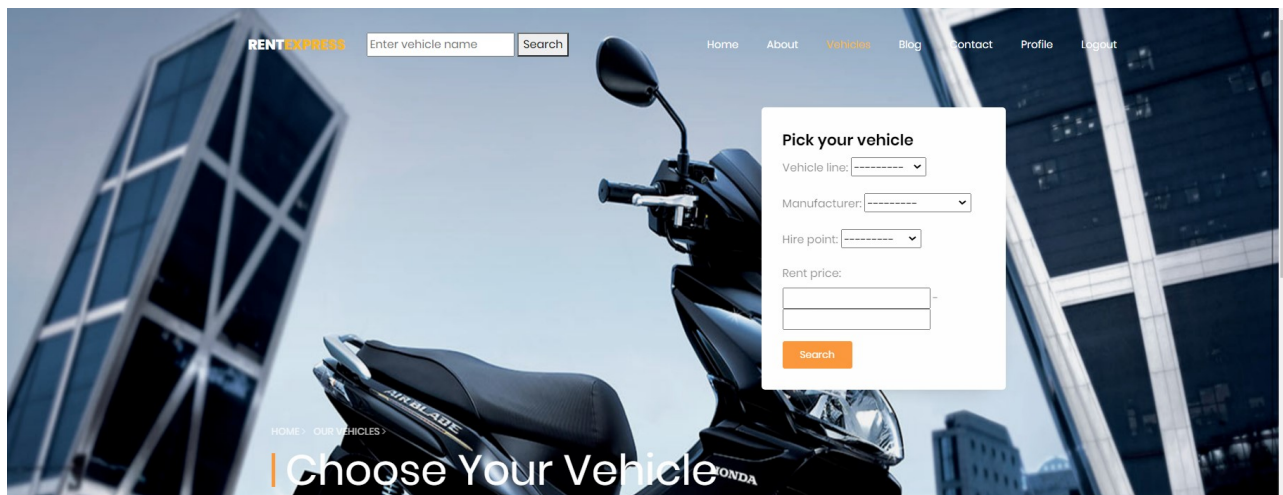 RENTEXPRESS Enter vehicle name Search Home About Vehicles Blog Contact Profile Logout
Pick your vehicle
Vehicle line: ---------
Manufacturer: ---------
Hire point: ---------
Rent price:
-
Search
AIRBLADE
HOME > OUR VEHICLES >
Choose Your Vehicle
HONDA